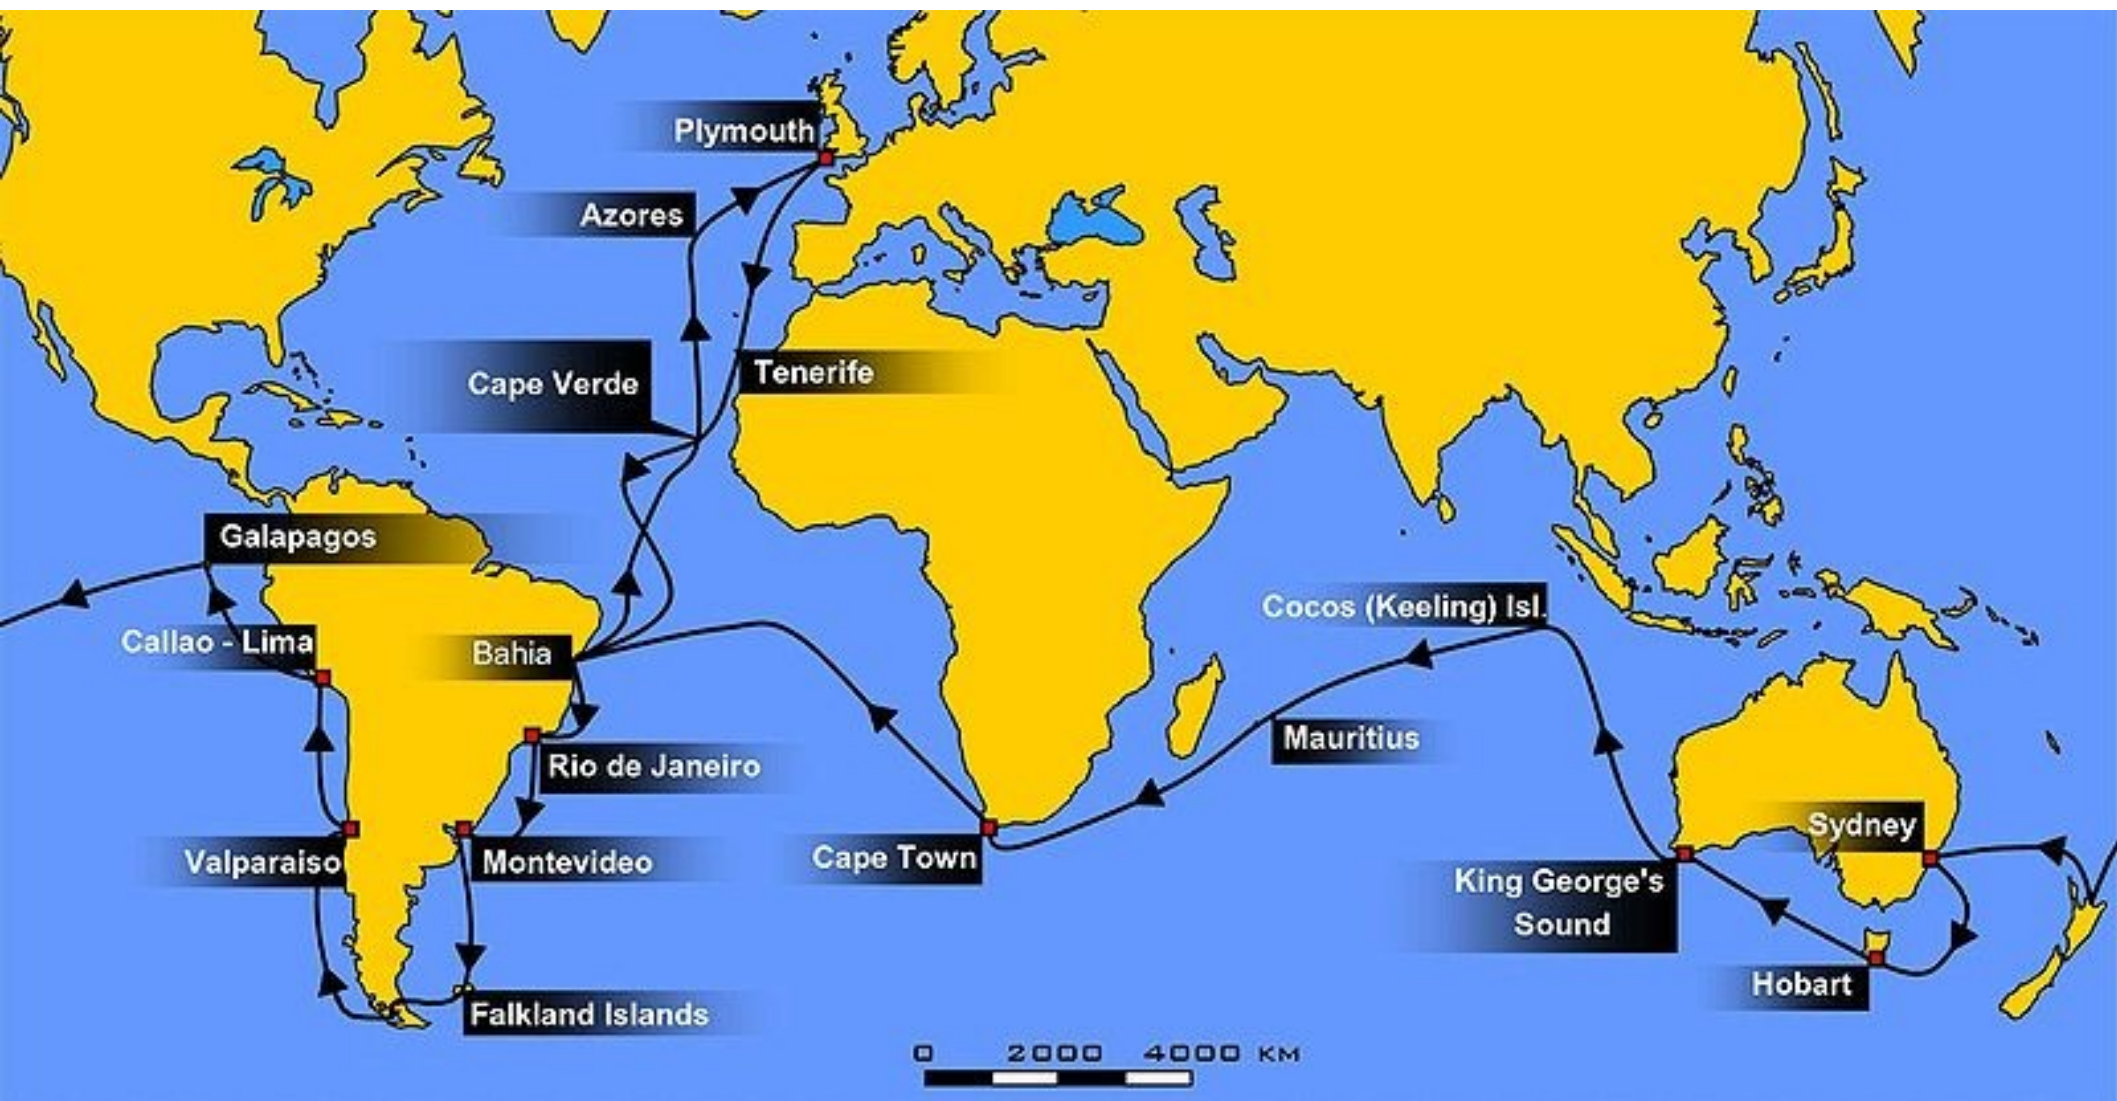 Plymouth
Azores
Cape Verde
Tenerife
Galapagos
Cocos (Keeling) Isl.
Callao - Lima
Bahia
Mauritius
Rio de Janeiro
Sydney
Valparaiso
Montevideo
Cape Town
King George's
Sound
Hobart
Falkland Islands
0 2000 4000 KM